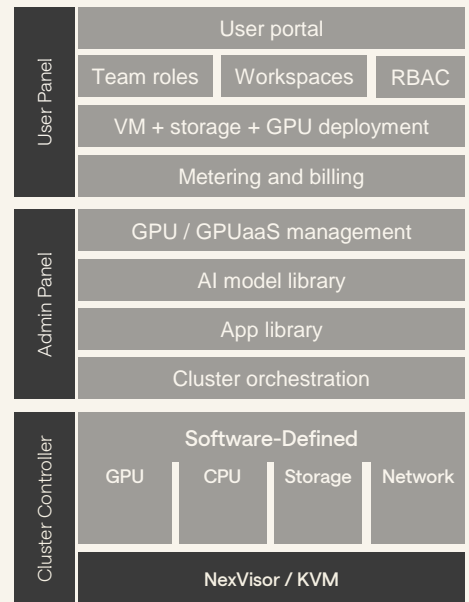 User Panel
User portal
Team roles
Workspaces
RBAC
VM + storage + GPU deployment
Metering and billing
Admin Panel
GPU / GPUaaS management
AI model library
App library
Cluster orchestration
Cluster Controller
Software-Defined
GPU
CPU
Storage
Network
NexVisor / KVM